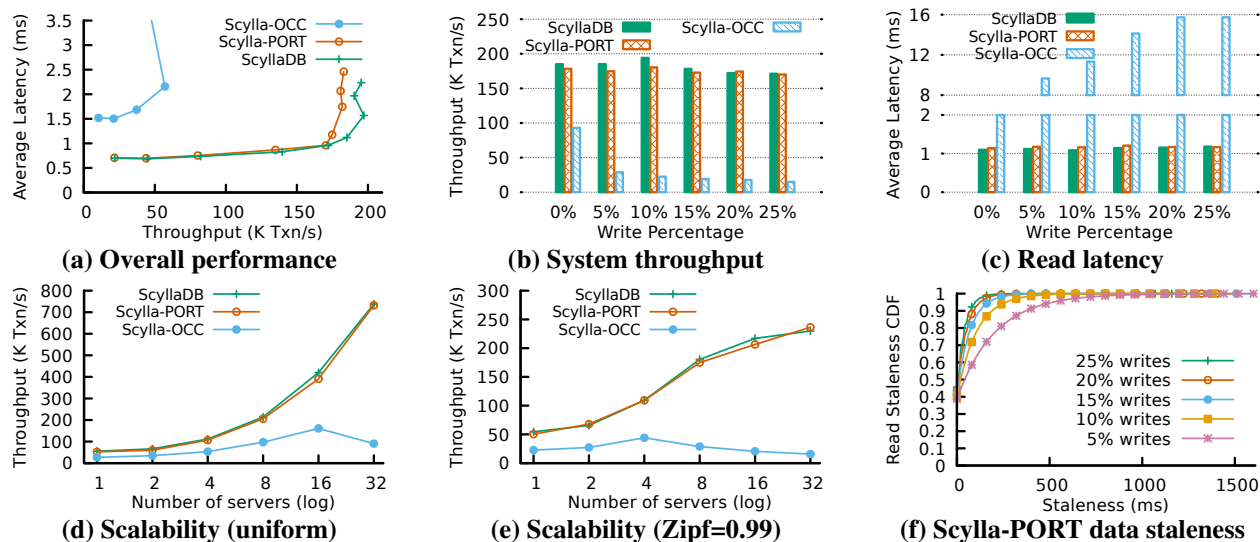 Average Latency (ms)
3.5
3
2.5
2
1.5
1
0.5
0
Scylla-OCC
Scylla-PORT
ScyllaDB
0 50 100 150 200
Throughput (K Txn/s)
(a) Overall performance
Throughput (K Txn/s)
250
200
150
100
50
0
ScyllaDB
Scylla-PORT
Scylla-OCC
0% 5% 10% 15% 20% 25%
Write Percentage
(b) System throughput
Average Latency (ms)
16
12
8
2
1
0
ScyllaDB
Scylla-PORT
Scylla-OCC
0% 5% 10% 15% 20% 25%
Write Percentage
(c) Read latency
Throughput (K Txn/s)
800
700
600
500
400
300
200
100
0
ScyllaDB
Scylla-PORT
Scylla-OCC
1 2 4 8 16 32
Number of servers (log)
(d) Scalability (uniform)
Throughput (K Txn/s)
300
250
200
150
100
50
0
ScyllaDB
Scylla-PORT
Scylla-OCC
1 2 4 8 16 32
Number of servers (log)
(e) Scalability (Zipf=0.99)
Read Staleness CDF
1
0.9
0.8
0.7
0.6
0.5
0.4
0.3
0.2
0.1
0
25% writes
20% writes
15% writes
10% writes
5% writes
0 500 1000 1500
Staleness (ms)
(f) Scylla-PORT data staleness